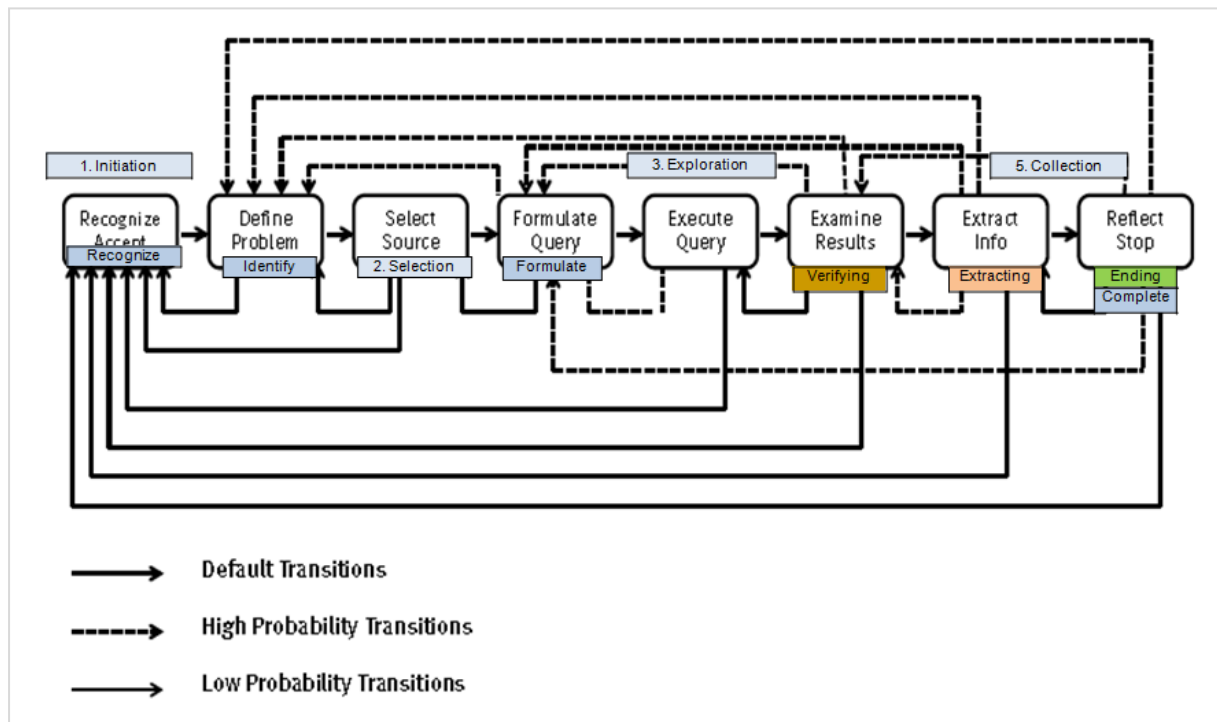 1. Initiation
3. Exploration
5. Collection
Recognize
Accept
Recognize
Define
Problem
Identify
Select
Source
2. Selection
Formulate
Query
Formulate
Execute
Query
Examine
Results
Verifying
Extract
Info
Extracting
Reflect
Stop
Ending
Complete
Default Transitions
High Probability Transitions
Low Probability Transitions